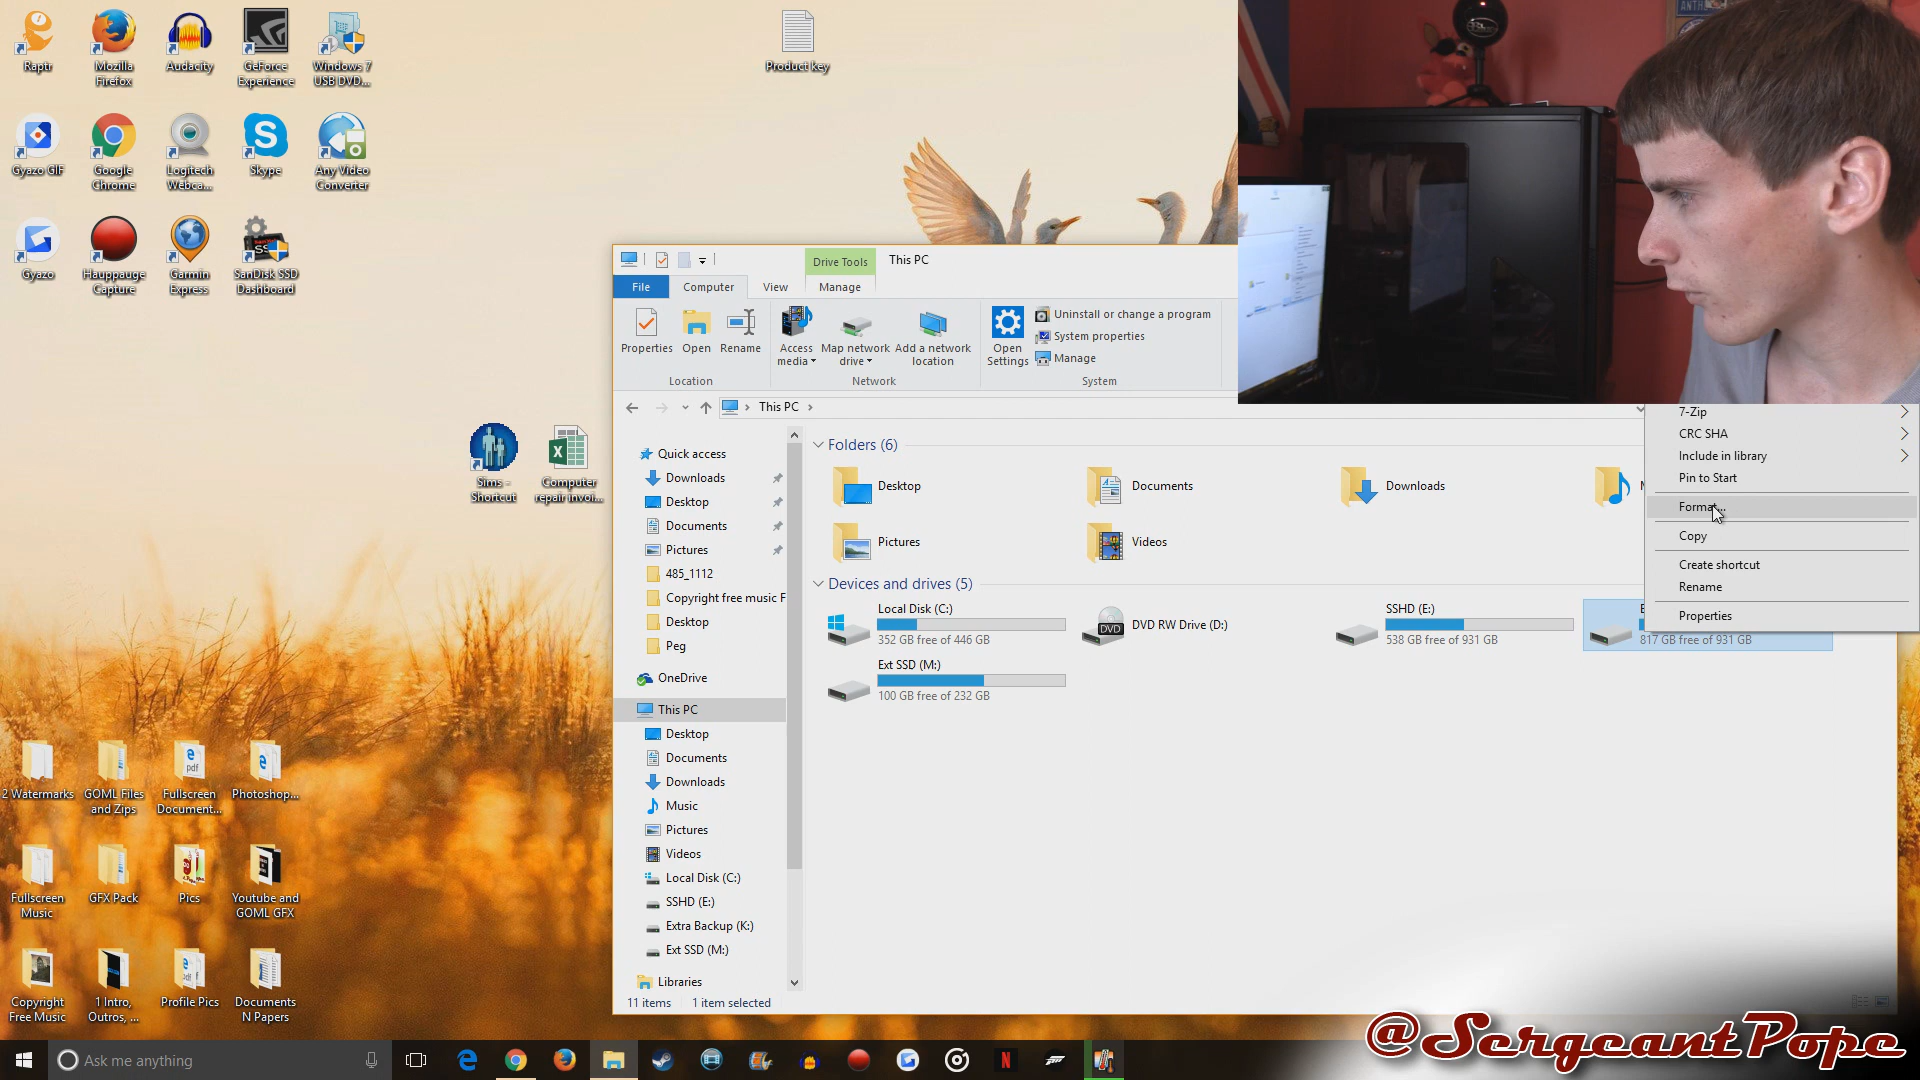 Raptr
Mozilla
Firefox
Audacity
GeForce
Experience
Windows 7
USB DVD...
Product key
Gyazo GIF
Google
Chrome
Logitech
Webca...
Skype
Any Video
Converter
Gyazo
Hauppauge
Capture
Garmin
Express
SanDisk SSD
Dashboard
Sims -
Shortcut
Computer
repair invoi...
2 Watermarks
GOML Files
and Zips
Fullscreen
Document...
Photoshop...
Fullscreen
Music
GFX Pack
Pics
Youtube and
GOML GFX
Copyright
Free Music
1 Intro,
Outros, ...
Profile Pics
Documents
N Papers
Drive Tools
This PC
File
Computer
View
Manage
Properties
Open
Rename
Access
media
Map network
drive
Add a network
location
Open
Settings
Uninstall or change a program
System properties
Manage
Location
Network
System
This PC
Quick access
Downloads
Desktop
Documents
Pictures
485_1112
Copyright free music F
Desktop
Peg
OneDrive
This PC
Desktop
Documents
Downloads
Music
Pictures
Videos
Local Disk (C:)
SSHD (E:)
Extra Backup (K:)
Ext SSD (M:)
Libraries
11 items 1 item selected
Folders (6)
Desktop
Documents
Downloads
Pictures
Videos
Devices and drives (5)
Local Disk (C:)
352 GB free of 446 GB
DVD
DVD RW Drive (D:)
SSHD (E:)
538 GB free of 931 GB
817 GB free of 931 GB
Ext SSD (M:)
100 GB free of 232 GB
7-Zip
CRC SHA
Include in library
Pin to Start
Format...
Copy
Create shortcut
Rename
Properties
Ask me anything
@SergeantPope